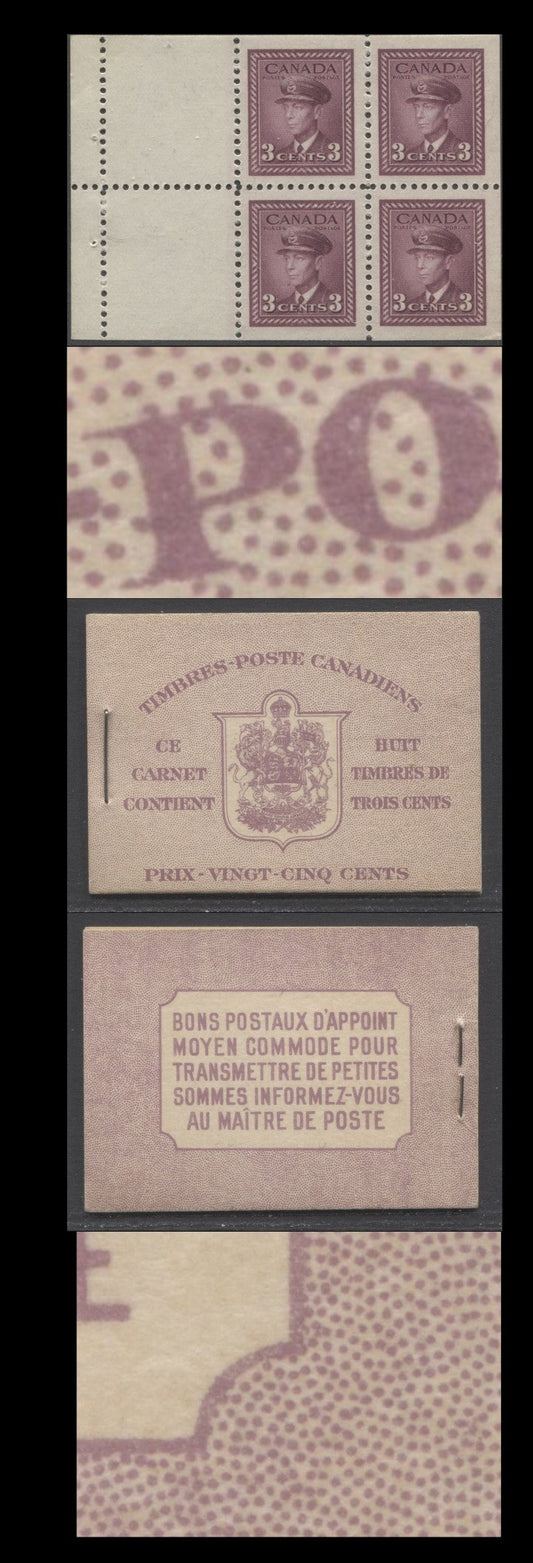 CANADA CANADA
POSTES POSTAGE POSTES POSTAGE
3 CENTS 3 3 CENTS 3
CANADA CANADA
POSTES POSTAGE POSTES POSTAGE
3 CENTS 3 3 CENTS 3
-PO
TIMBRES-POSTE CANADIENS
CE HUIT
CARNET TIMBRES DE
CONTIENT TROIS CENTS
PRIX - VINGT - CINQ CENTS
BONS POSTAUX D'APPOINT
MOYEN COMMODE POUR
TRANSMETTRE DE PETITES
SOMMES INFORMEZ-VOUS
AU MAÎTRE DE POSTE
E